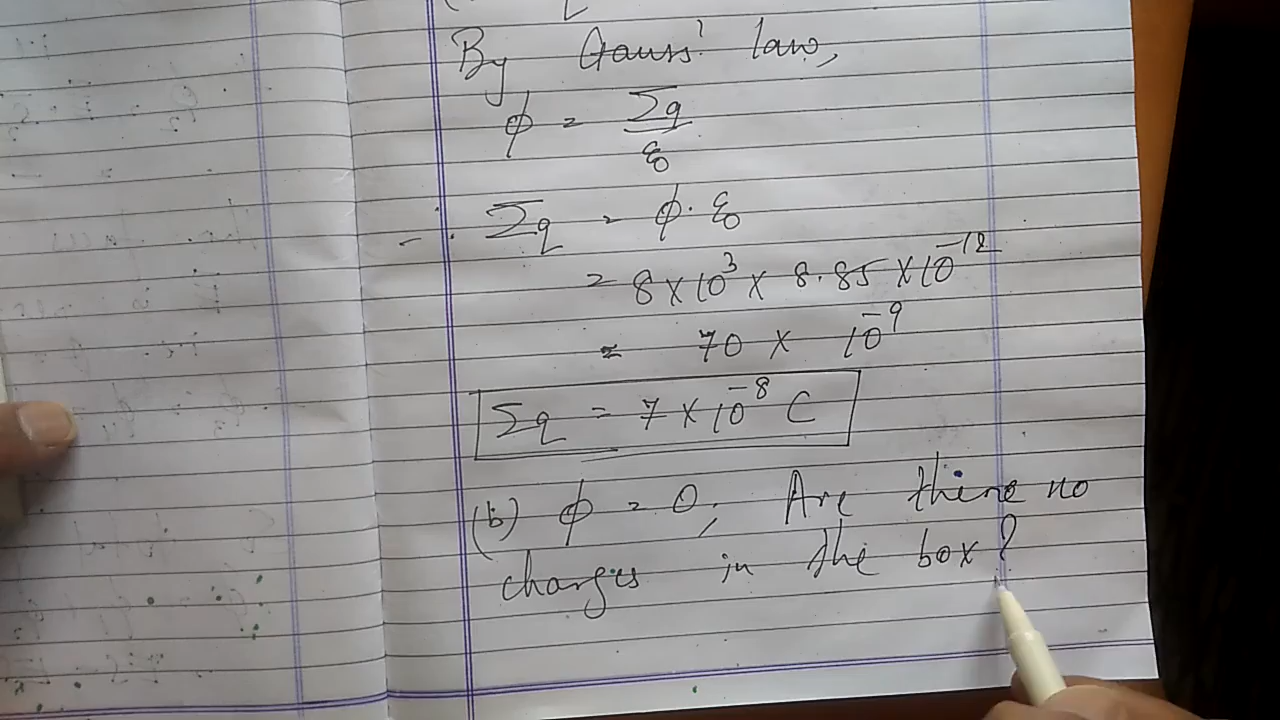 By Gauss' law,
ϕ = Σq / ε₀
Σq = ϕ · ε₀
= 8 × 10³ × 8.85 × 10⁻¹²
= 70 × 10⁻⁹
Σq = 7 × 10⁻⁸ C
(b) ϕ = 0, Are there no
charges in the box?